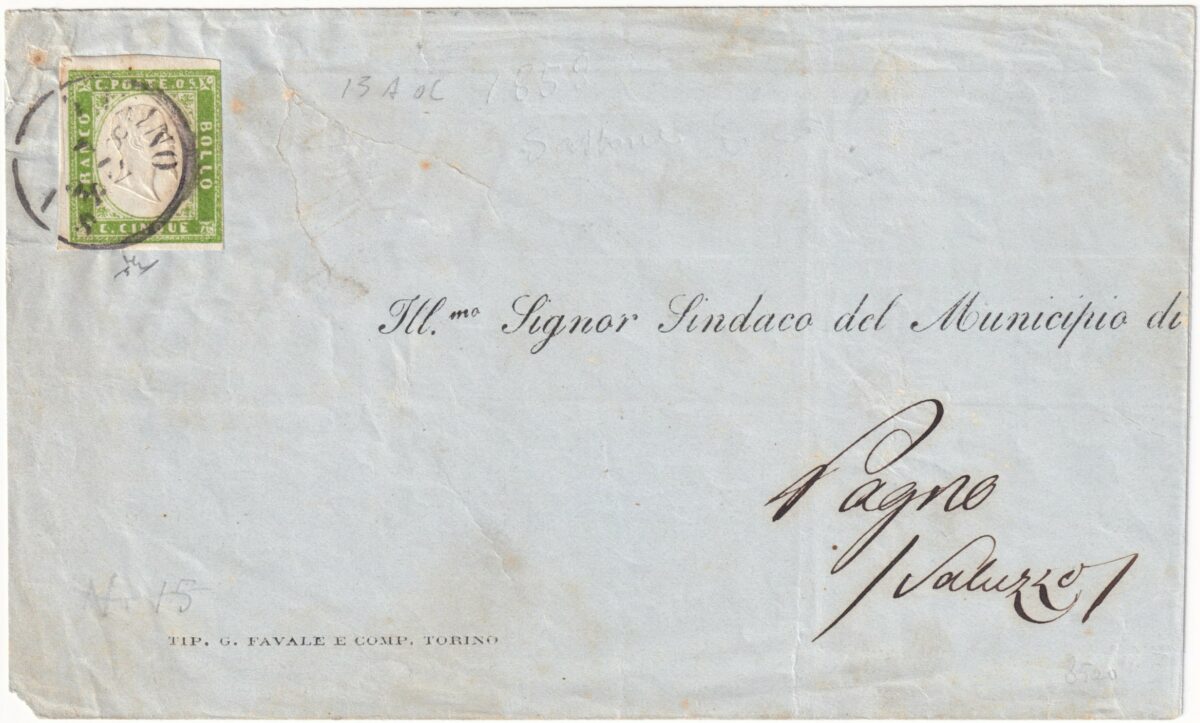 C. POSTE. 05
FRANCO
BOLLO
C. CINQUE
13 A oc
Ill.mo Signor Sindaco del Municipio di
Pagno
/ Saluzzo /
N. 15
TIP. G. FAVALE E COMP. TORINO